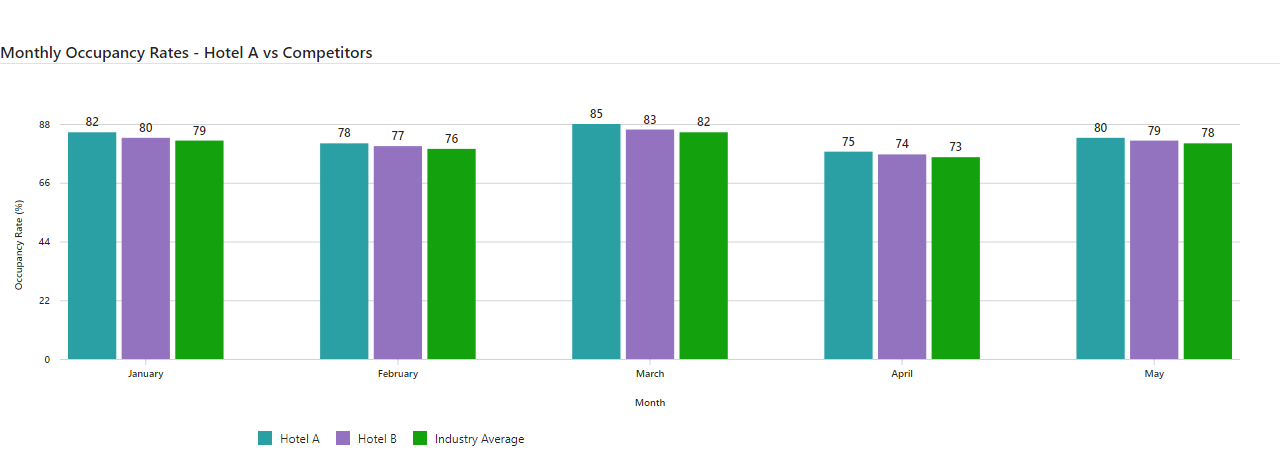 Monthly Occupancy Rates - Hotel A vs Competitors
88
66
44
22
0
Occupancy Rate (%)
82 80 79
78 77 76
85 83 82
75 74 73
80 79 78
January February March April May
Month
Hotel A Hotel B Industry Average